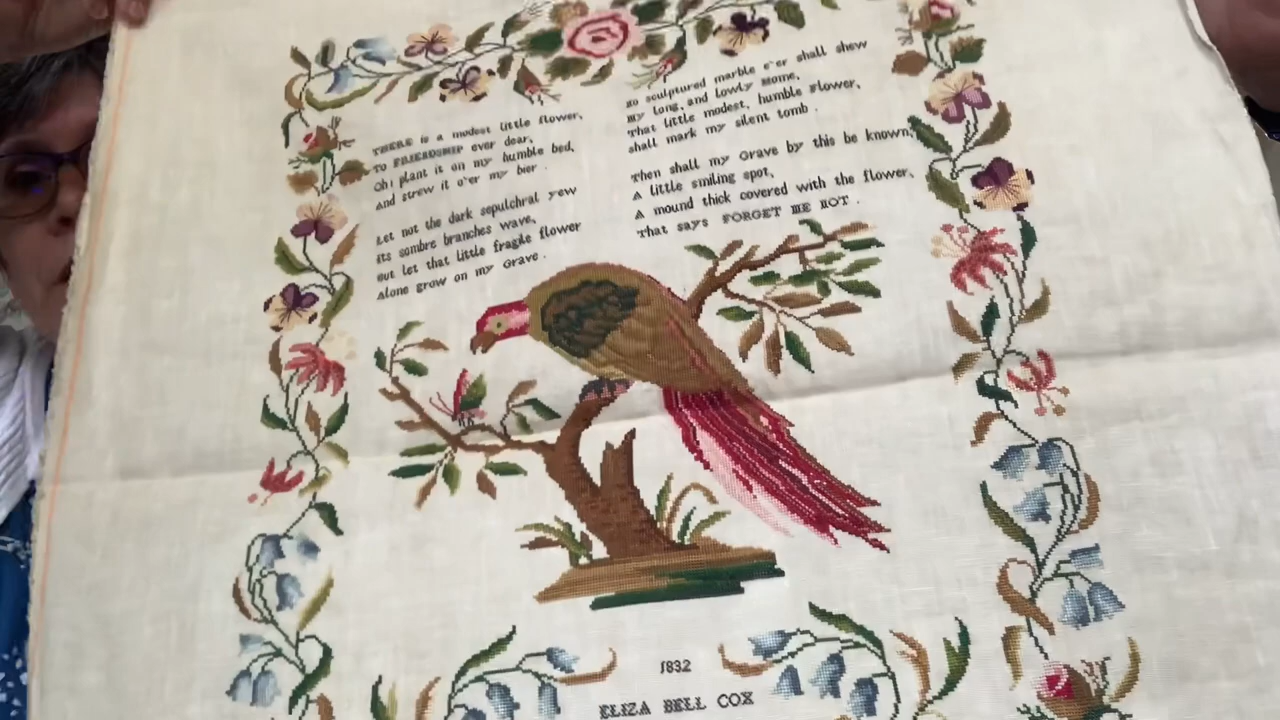 THERE is a modest little flower,
To FRIENDSHIP ever dear,
Oh! plant it on my humble bed,
And strew it o'er my bier.
Let not the dark sepulchral yew
Its sombre branches wave,
But let that little fragile flower
Alone grow on my Grave.
No sculptured marble e'er shall shew
My long, and Lowly Home,
That little modest, humble Flower,
shall mark my silent tomb.
Then shall my Grave by this be known,
A little smiling spot,
A mound thick covered with the flower,
That says FORGET ME NOT.
1832
ELIZA BELL COX